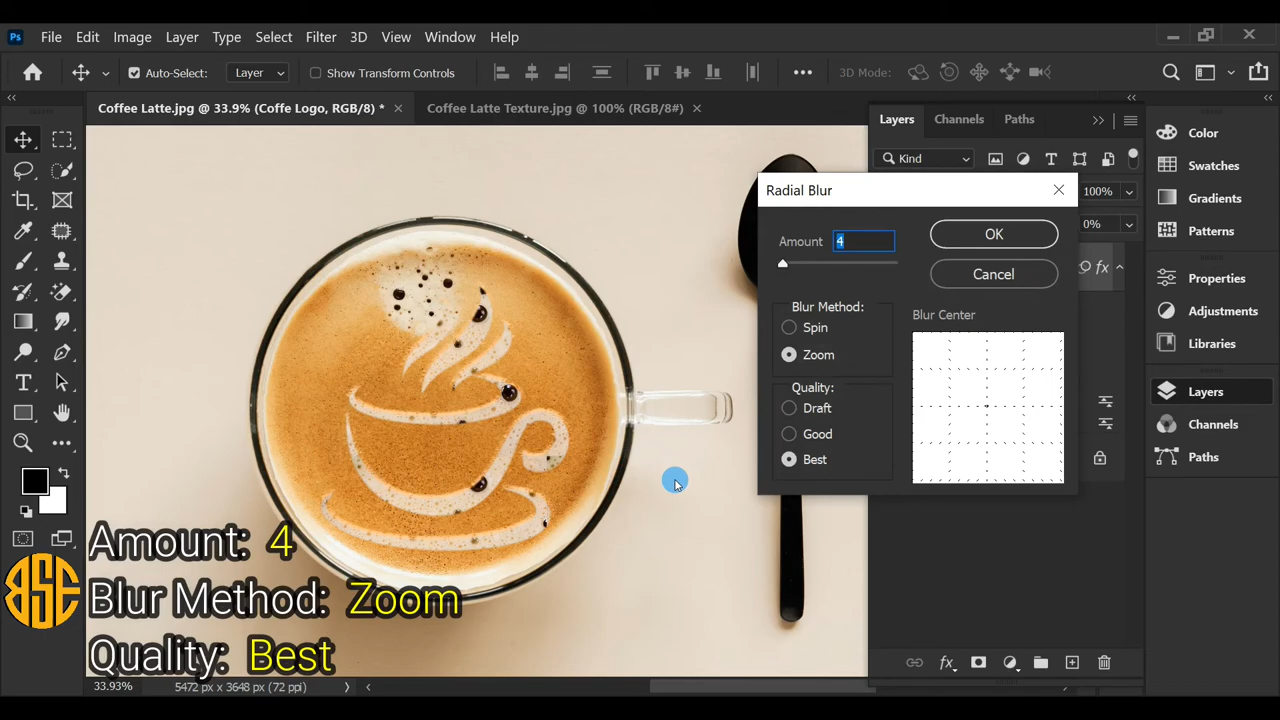 Ps File Edit Image Layer Type Select Filter 3D View Window Help
Auto-Select: Layer Show Transform Controls 3D Mode:
Coffee Latte.jpg @ 33.9% (Coffe Logo, RGB/8) * Coffee Latte Texture.jpg @ 100% (RGB/8#)
Layers Channels Paths
Kind
100%
0%
fx
Radial Blur
Amount 4
OK
Cancel
Blur Method:
Spin
Zoom
Quality:
Draft
Good
Best
Blur Center
Color
Swatches
Gradients
Patterns
Properties
Adjustments
Libraries
Layers
Channels
Paths
Amount: 4
Blur Method: Zoom
Quality: Best
BSE
33.93% 5472 px x 3648 px (72 ppi)
fx